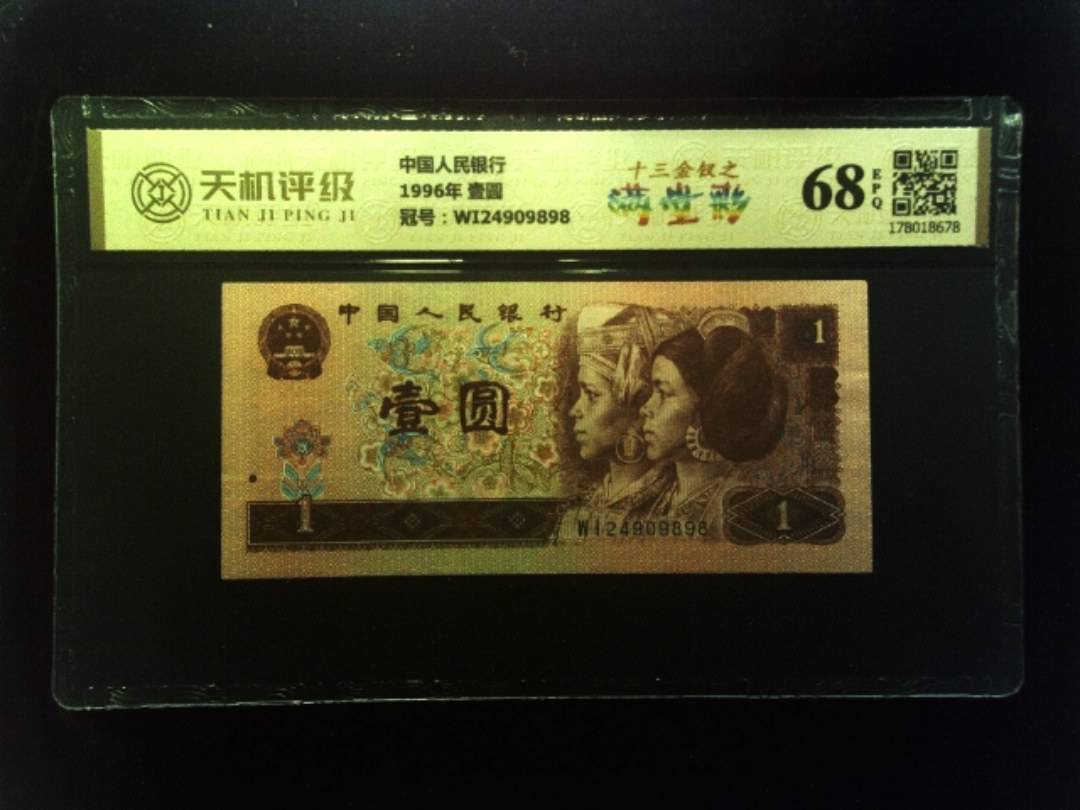 天机评级
TIAN JI PING JI
中国人民银行
1996年 壹圆
冠号：WI24909898
十三金钗之
满堂彩
68
EPQ
178018678
中国人民银行
壹圆
1
1
1
WI24909898